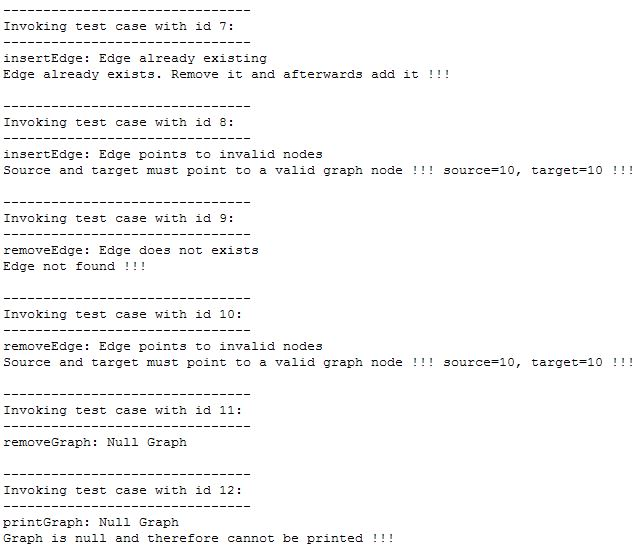 -------------------------------
Invoking test case with id 7:
-------------------------------
insertEdge: Edge already existing
Edge already exists. Remove it and afterwards add it !!!
-------------------------------
Invoking test case with id 8:
-------------------------------
insertEdge: Edge points to invalid nodes
Source and target must point to a valid graph node !!! source=10, target=10 !!!
-------------------------------
Invoking test case with id 9:
-------------------------------
removeEdge: Edge does not exists
Edge not found !!!
-------------------------------
Invoking test case with id 10:
-------------------------------
removeEdge: Edge points to invalid nodes
Source and target must point to a valid graph node !!! source=10, target=10 !!!
-------------------------------
Invoking test case with id 11:
-------------------------------
removeGraph: Null Graph
-------------------------------
Invoking test case with id 12:
-------------------------------
printGraph: Null Graph
Graph is null and therefore cannot be printed !!!